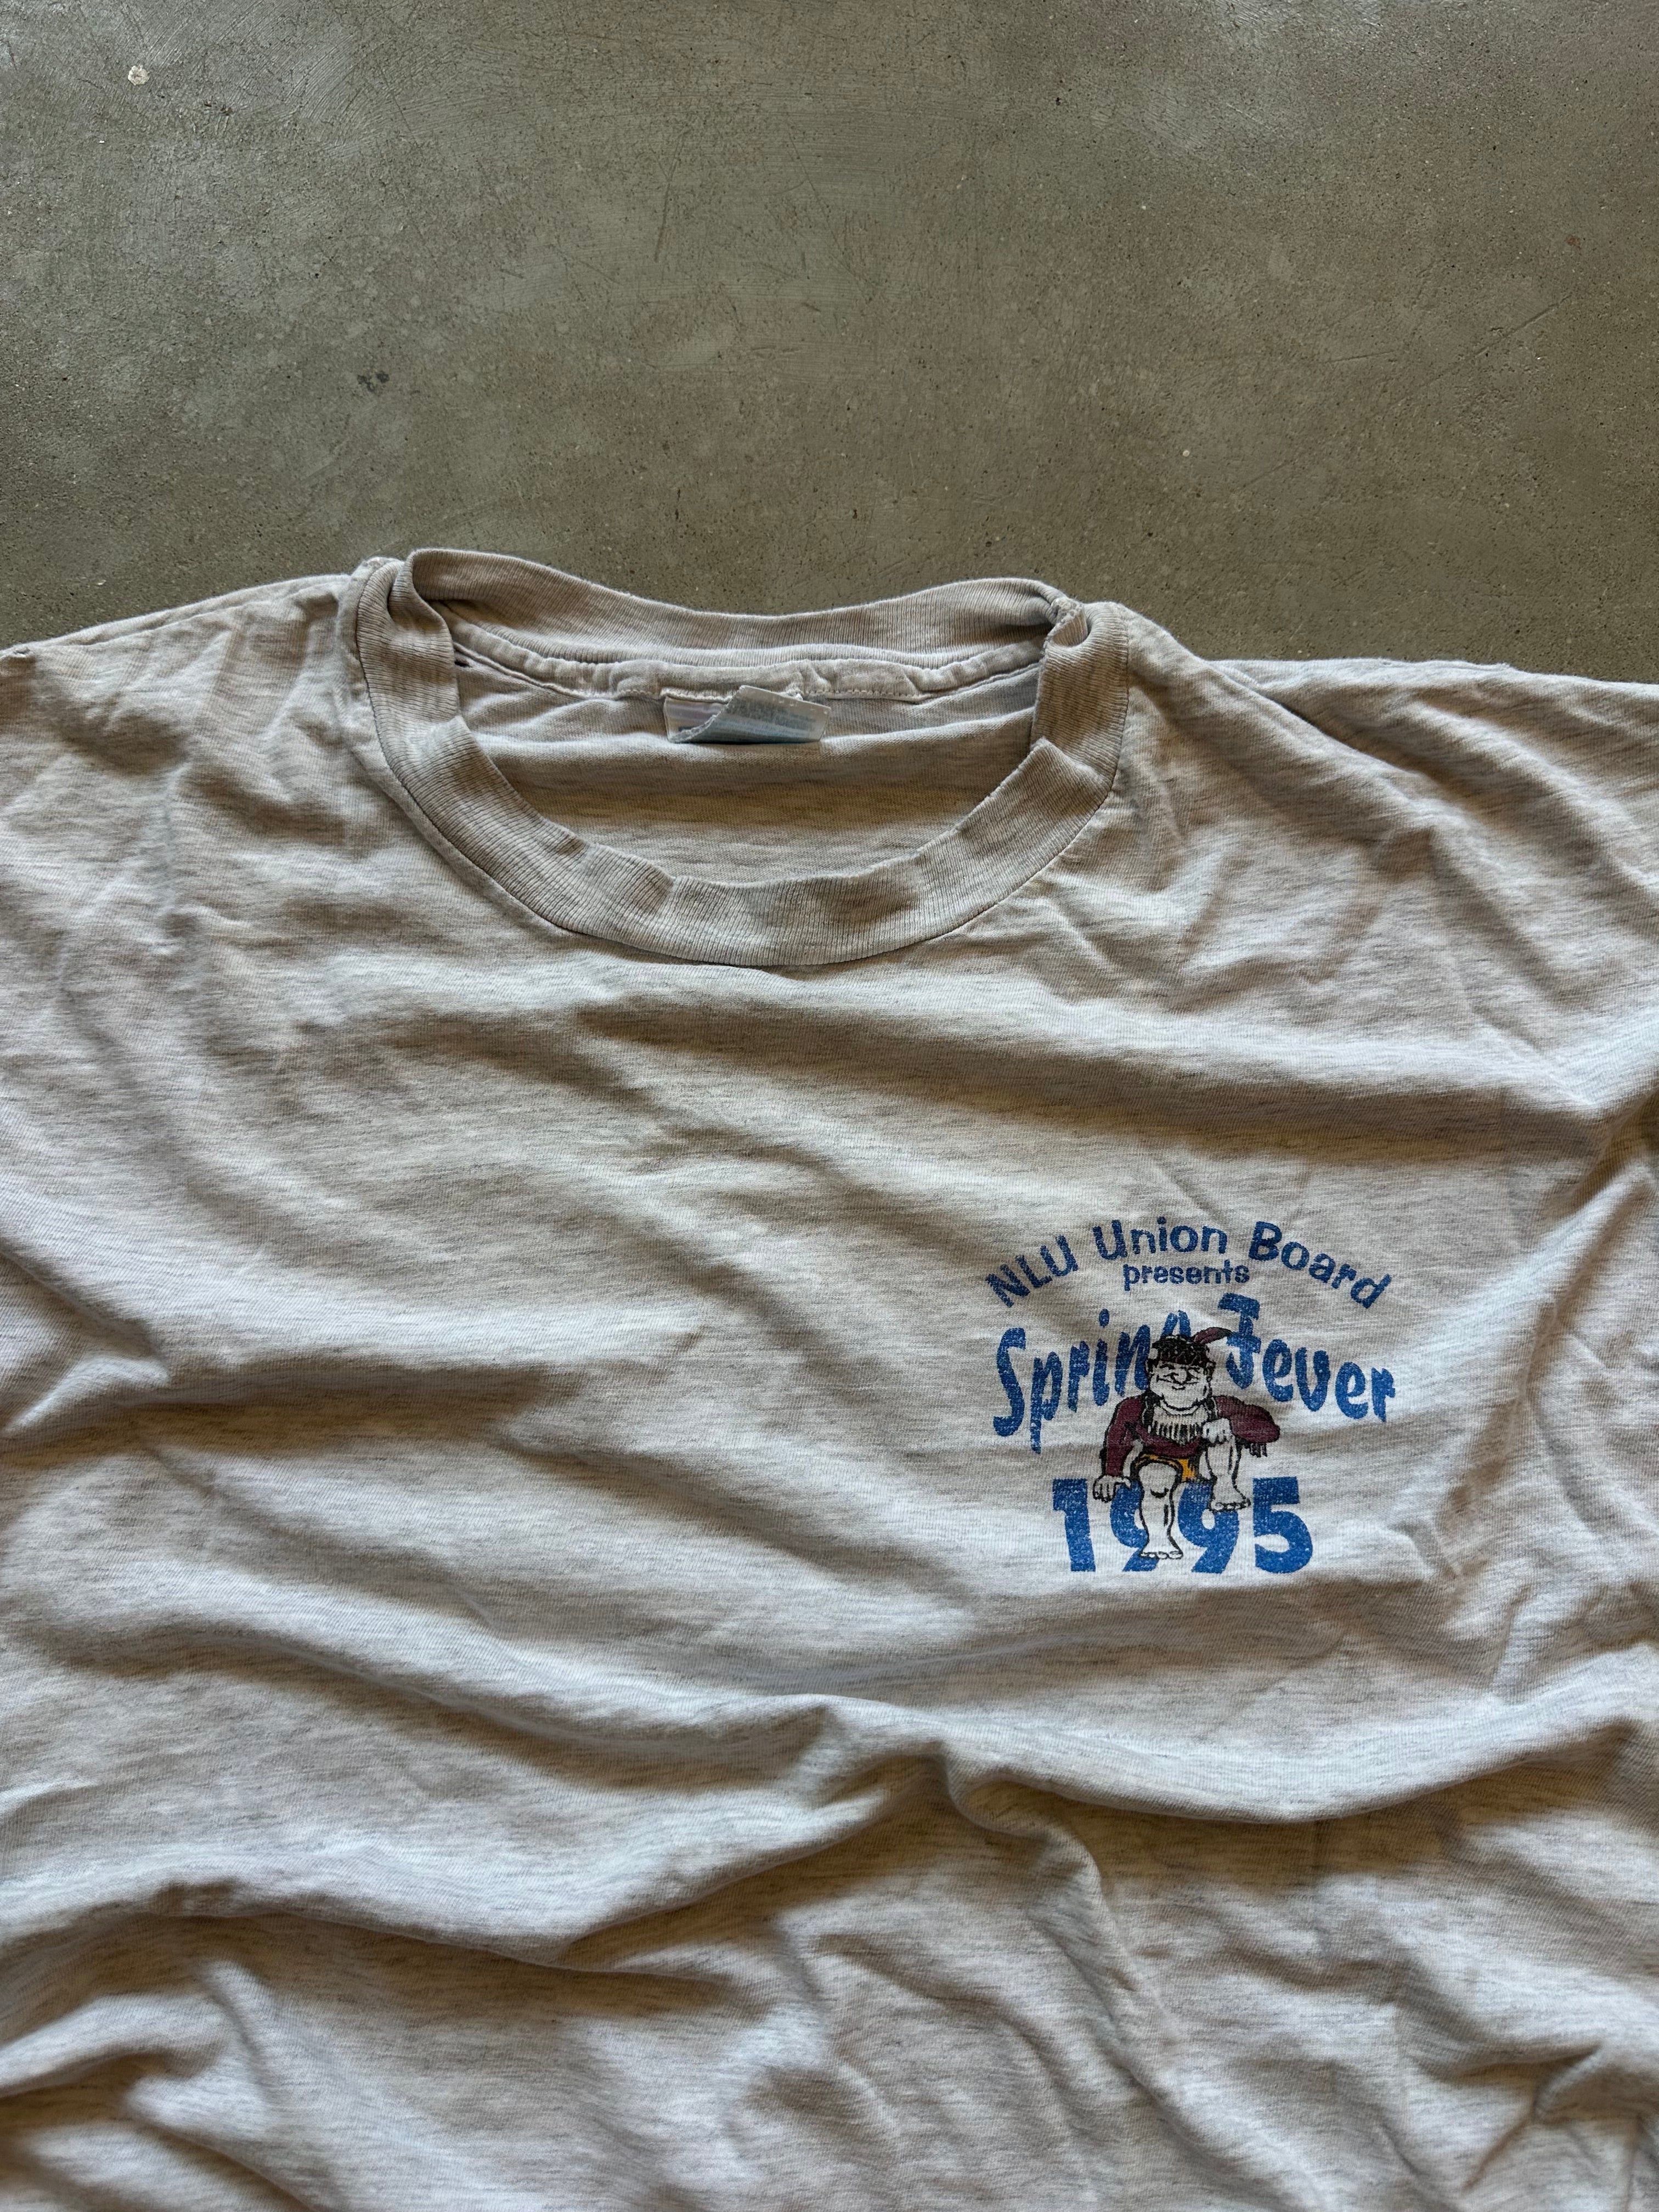 NLU Union Board
presents
Spring Fever
1995